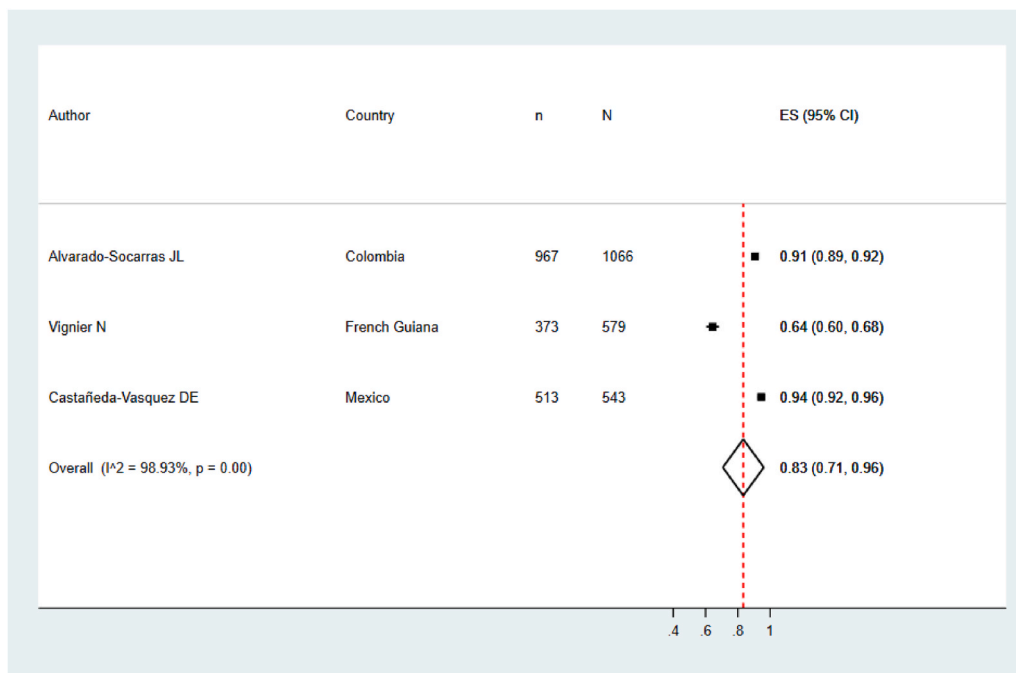 Author Country n N ES (95% CI)
Alvarado-Socarras JL Colombia 967 1066 0.91 (0.89, 0.92)
Vignier N French Guiana 373 579 0.64 (0.60, 0.68)
Castañeda-Vasquez DE Mexico 513 543 0.94 (0.92, 0.96)
Overall (I^2 = 98.93%, p = 0.00) 0.83 (0.71, 0.96)
.4 .6 .8 1